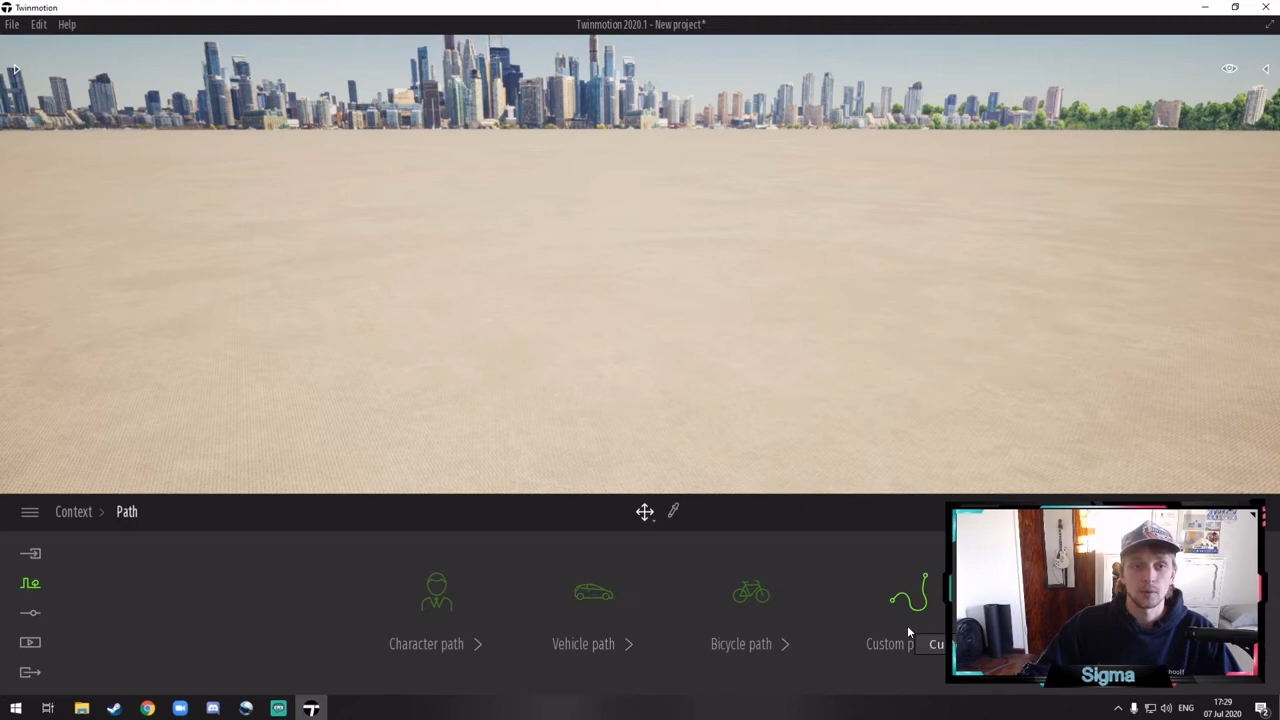 Twinmotion
File Edit Help
Twinmotion 2020.1 - New project*
Context > Path
Character path
Vehicle path
Bicycle path
Custom p
Cu
Sigma
17:29
ENG
07 Jul 2020
2